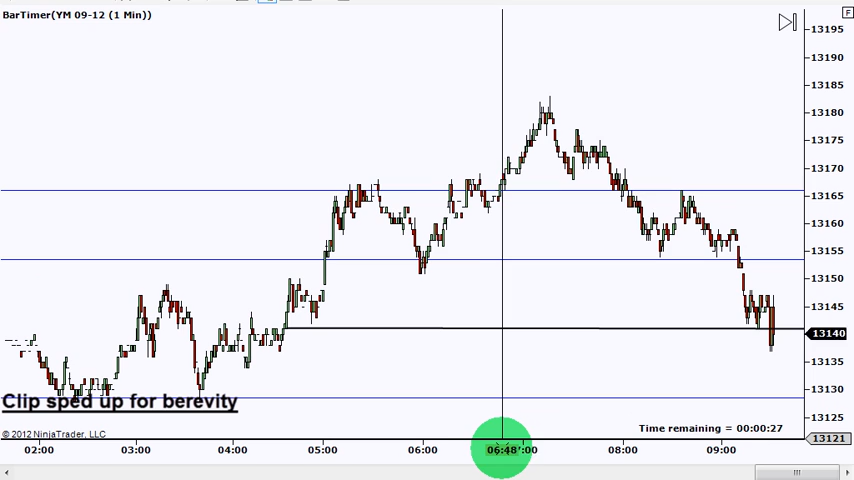 BarTimer(YM 09-12 (1 Min))
F
13195
13190
13185
13180
13175
13170
13165
13160
13155
13150
13145
13140
13135
13130
13125
13121
Clip sped up for berevity
© 2012 NinjaTrader, LLC
Time remaining = 00:00:27
02:00 03:00 04:00 05:00 06:00 06:48 08:00 09:00